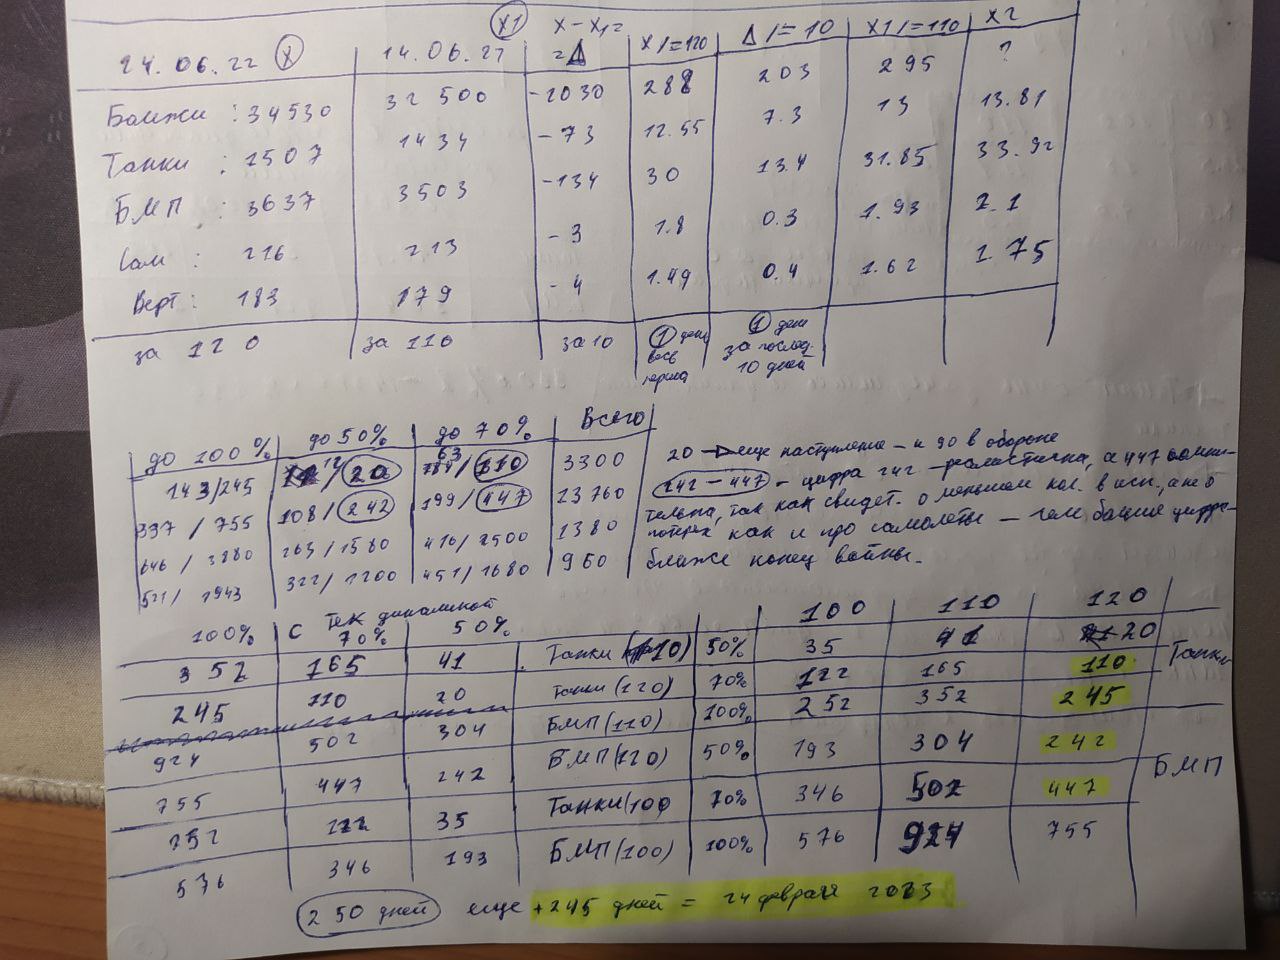 24.06.22 (X) 14.06.22 (X1) X - X1 = = Δ X /= 120 Δ /= 10 X1 /= 110 X2
Бомжи : 34530 32 500 -2030 288 203 295 ?
Танки : 1507 1434 - 73 12.55 7.3 13 13.81
БМП : 3637 3503 -134 30 13.4 31.85 33.92
Сам : 216 213 - 3 1.8 0.3 1.93 2.1
Верт : 183 179 - 4 1.49 0.4 1.62 1.75
за 120 за 110 за 10 1 день весь период 1 день за послед. 10 дней
до 100% до 50% до 70% Всего
143/245 12/20 63/110 3300
337 / 755 108/242 199/447 13760
646 / 3880 263/1580 416/2500 1380
521/ 1943 322/1200 451/1680 960
20 → еще наступление – и 90 в обороне
242 – 447 – цифра 242 – реалистична, а 447
так как свидет. о меньшем кол. в исп., а не о
потерях как и про самолеты – чем больше цифра –
ближе конец войны.
с тек динамикой
100% 70% 50% 100 110 120
352 165 41 Танки (110) 50% 35 41 20 Танки
245 110 20 Танки (120) 70% 122 165 110
924 502 304 БМП (110) 100% 252 352 245
755 447 242 БМП (120) 50% 193 304 242 БМП
252 122 35 Танки (100) 70% 346 502 447
576 346 193 БМП (100) 100% 576 924 755
250 дней еще +245 дней = 24 февраля 2023